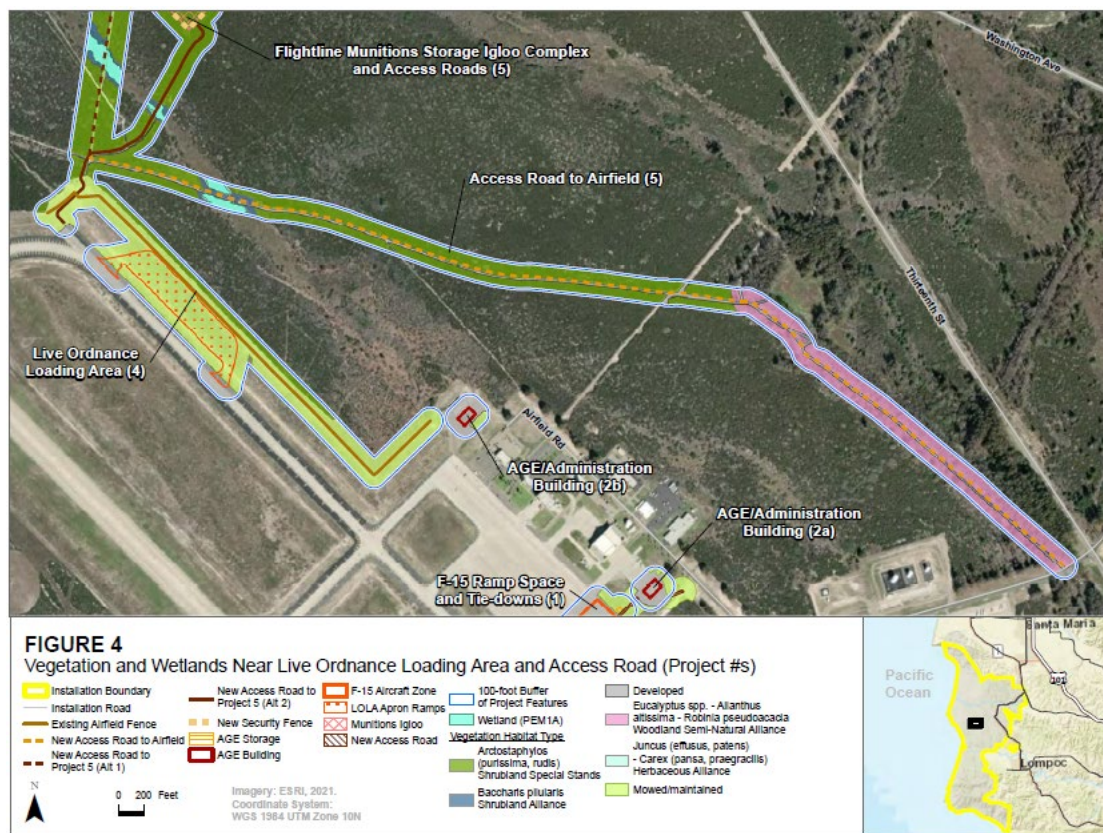 Flightline Munitions Storage Igloo Complex
and Access Roads (5)
Washington Ave
Access Road to Airfield (5)
Thirteenth St
Live Ordnance
Loading Area (4)
Airfield Rd
AGE/Administration
Building (2b)
AGE/Administration
Building (2a)
F-15 Ramp Space
and Tie-downs (1)
FIGURE 4
Vegetation and Wetlands Near Live Ordnance Loading Area and Access Road (Project #s)
Installation Boundary
Installation Road
Existing Airfield Fence
New Access Road to Airfield
New Access Road to
Project 5 (Alt 1)
New Access Road to
Project 5 (Alt 2)
New Security Fence
AGE Storage
AGE Building
F-15 Aircraft Zone
LOLA Apron Ramps
Munitions Igloo
New Access Road
100-foot Buffer
of Project Features
Wetland (PEM1A)
Vegetation Habitat Type
Arctostaphylos
(purissima, rudis)
Shrubland Special Stands
Baccharis pilularis
Shrubland Alliance
Developed
Eucalyptus spp. - Ailanthus
altissima - Robinia pseudoacacia
Woodland Semi-Natural Alliance
Juncus (effusus, patens)
- Carex (pansa, praegracilis)
Herbaceous Alliance
Mowed/maintained
N
0 200 Feet
Imagery: ESRI, 2021.
Coordinate System:
WGS 1984 UTM Zone 10N
Santa Maria
Pacific
Ocean
1
101
Lompoc